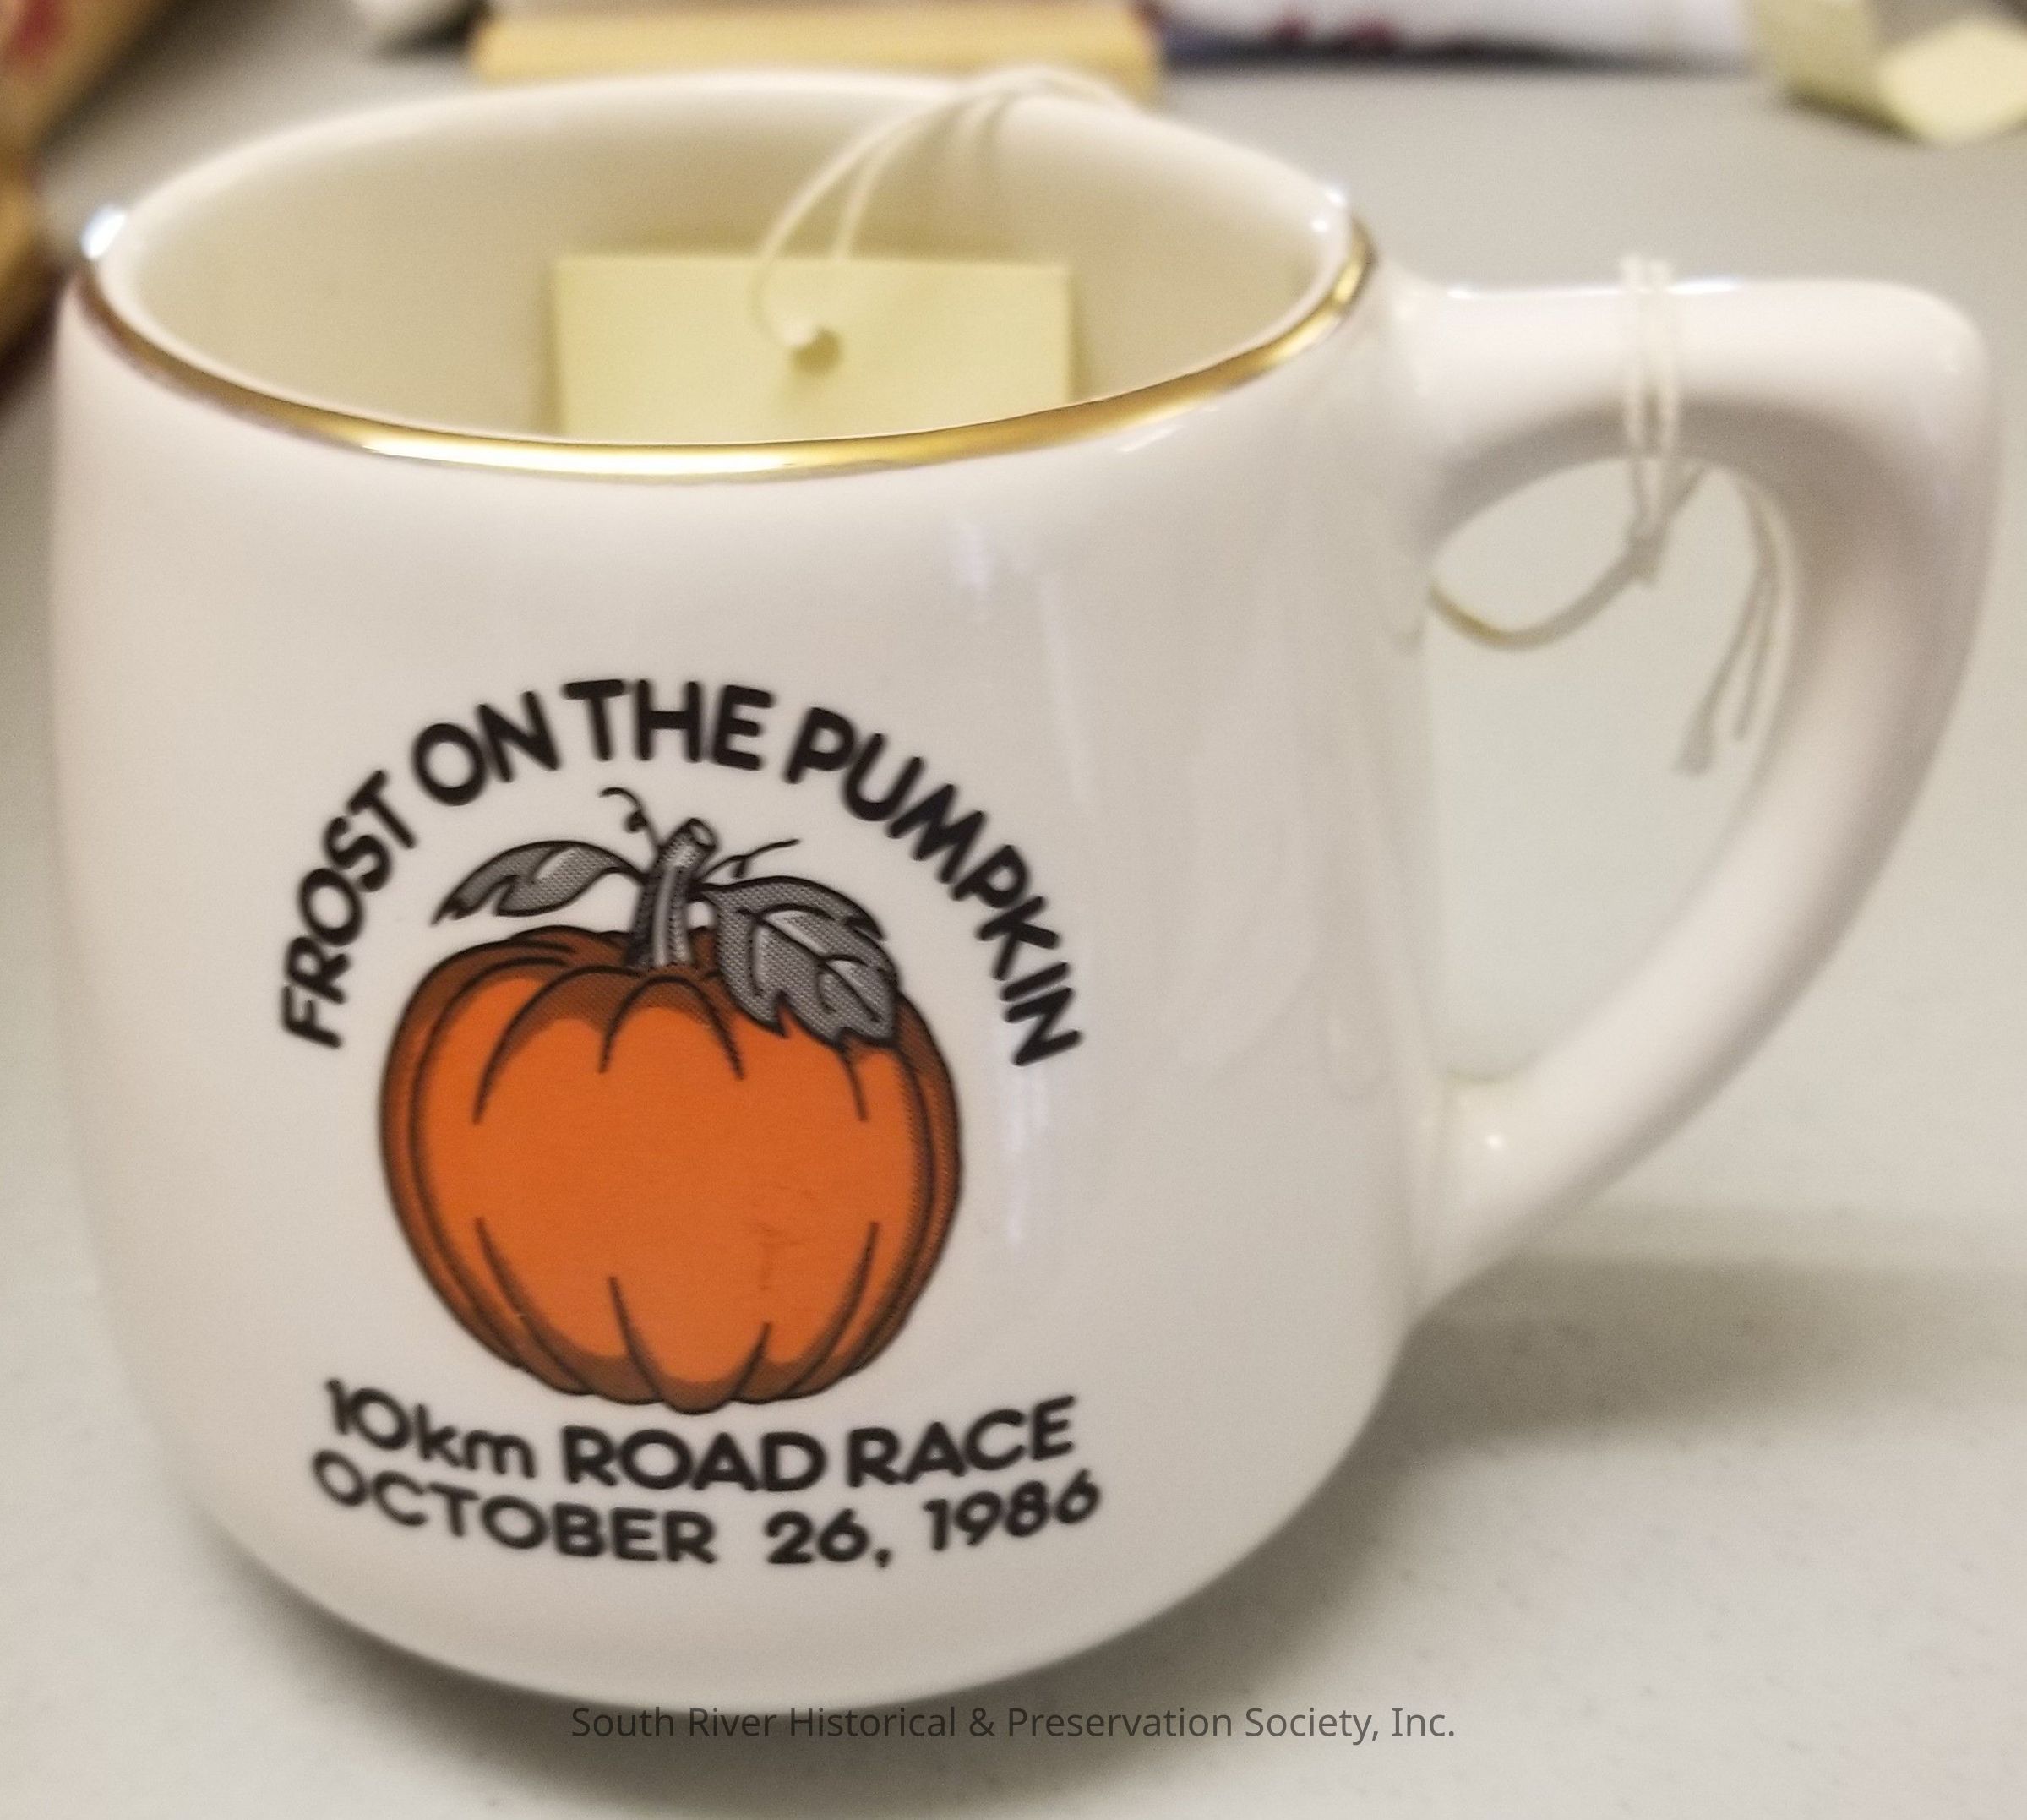 FROST ON THE PUMPKIN
10km ROAD RACE
OCTOBER 26, 1986
South River Historical & Preservation Society, Inc.